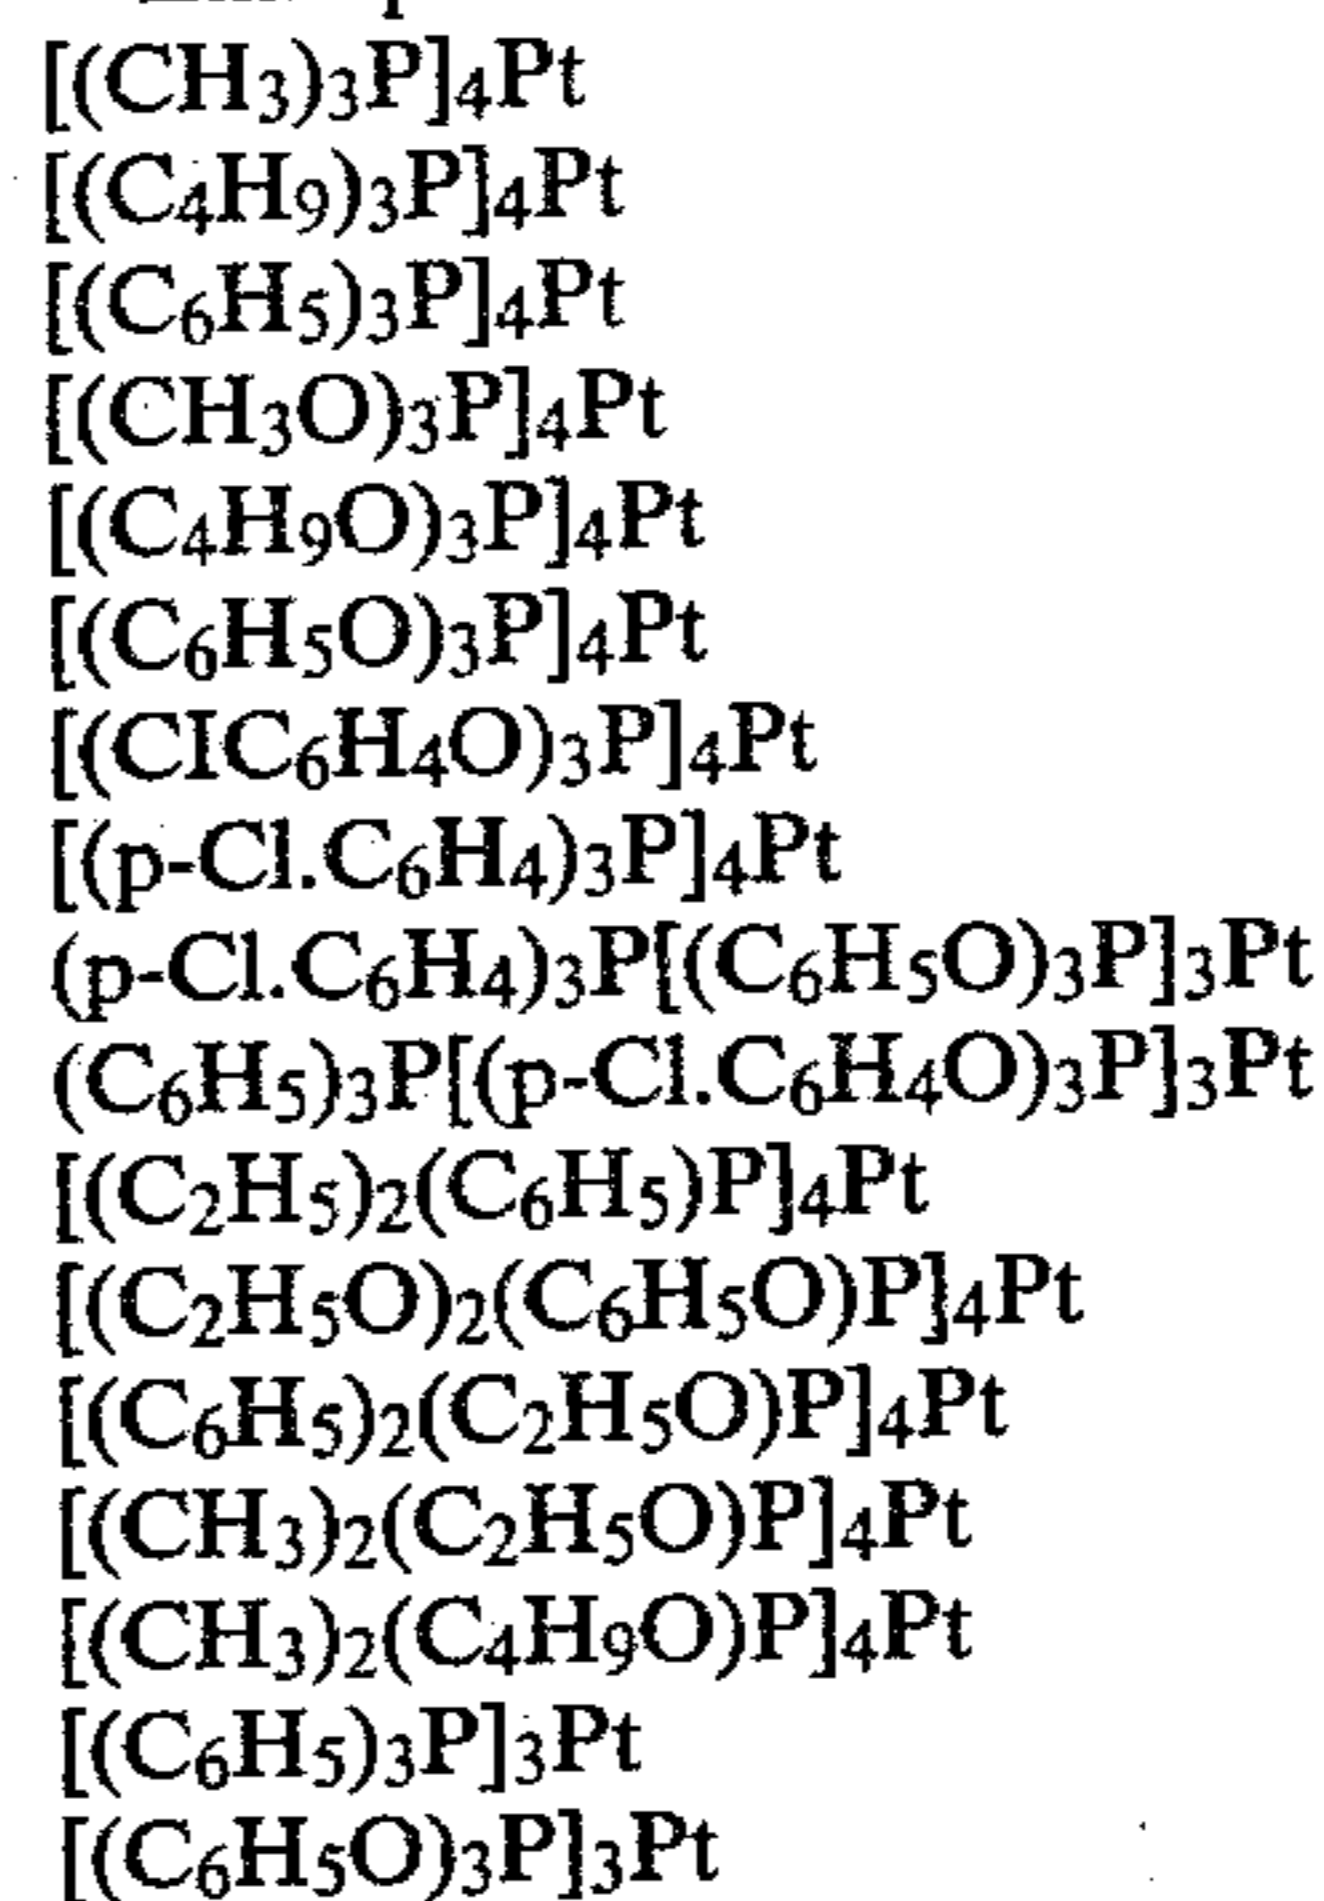 [(CH₃)₃P]₄Pt
[(C₄H₉)₃P]₄Pt
[(C₆H₅)₃P]₄Pt
[(CH₃O)₃P]₄Pt
[(C₄H₉O)₃P]₄Pt
[(C₆H₅O)₃P]₄Pt
[(CIC₆H₄O)₃P]₄Pt
[(p-Cl.C₆H₄)₃P]₄Pt
(p-Cl.C₆H₄)₃P[(C₆H₅O)₃P]₃Pt
(C₆H₅)₃P[(p-Cl.C₆H₄O)₃P]₃Pt
[(C₂H₅)₂(C₆H₅)P]₄Pt
[(C₂H₅O)₂(C₆H₅O)P]₄Pt
[(C₆H₅)₂(C₂H₅O)P]₄Pt
[(CH₃)₂(C₂H₅O)P]₄Pt
[(CH₃)₂(C₄H₉O)P]₄Pt
[(C₆H₅)₃P]₃Pt
[(C₆H₅O)₃P]₃Pt